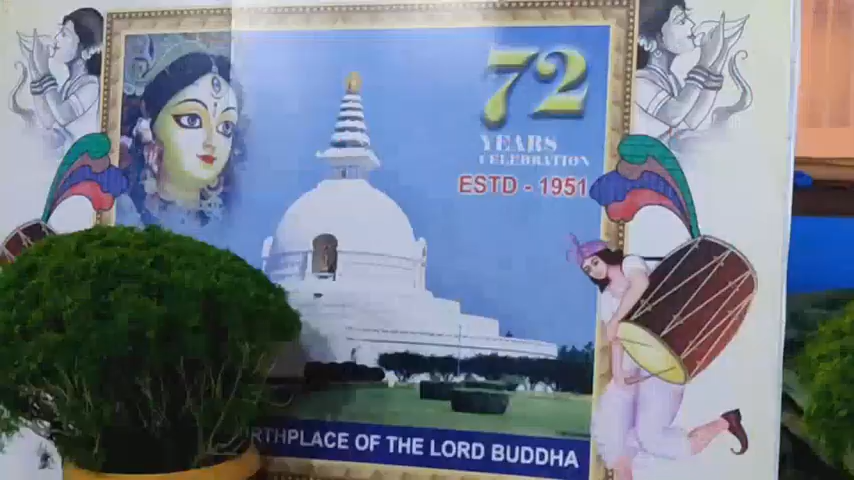 72
YEARS
CELEBRATION
ESTD - 1951
RTHPLACE OF THE LORD BUDDHA